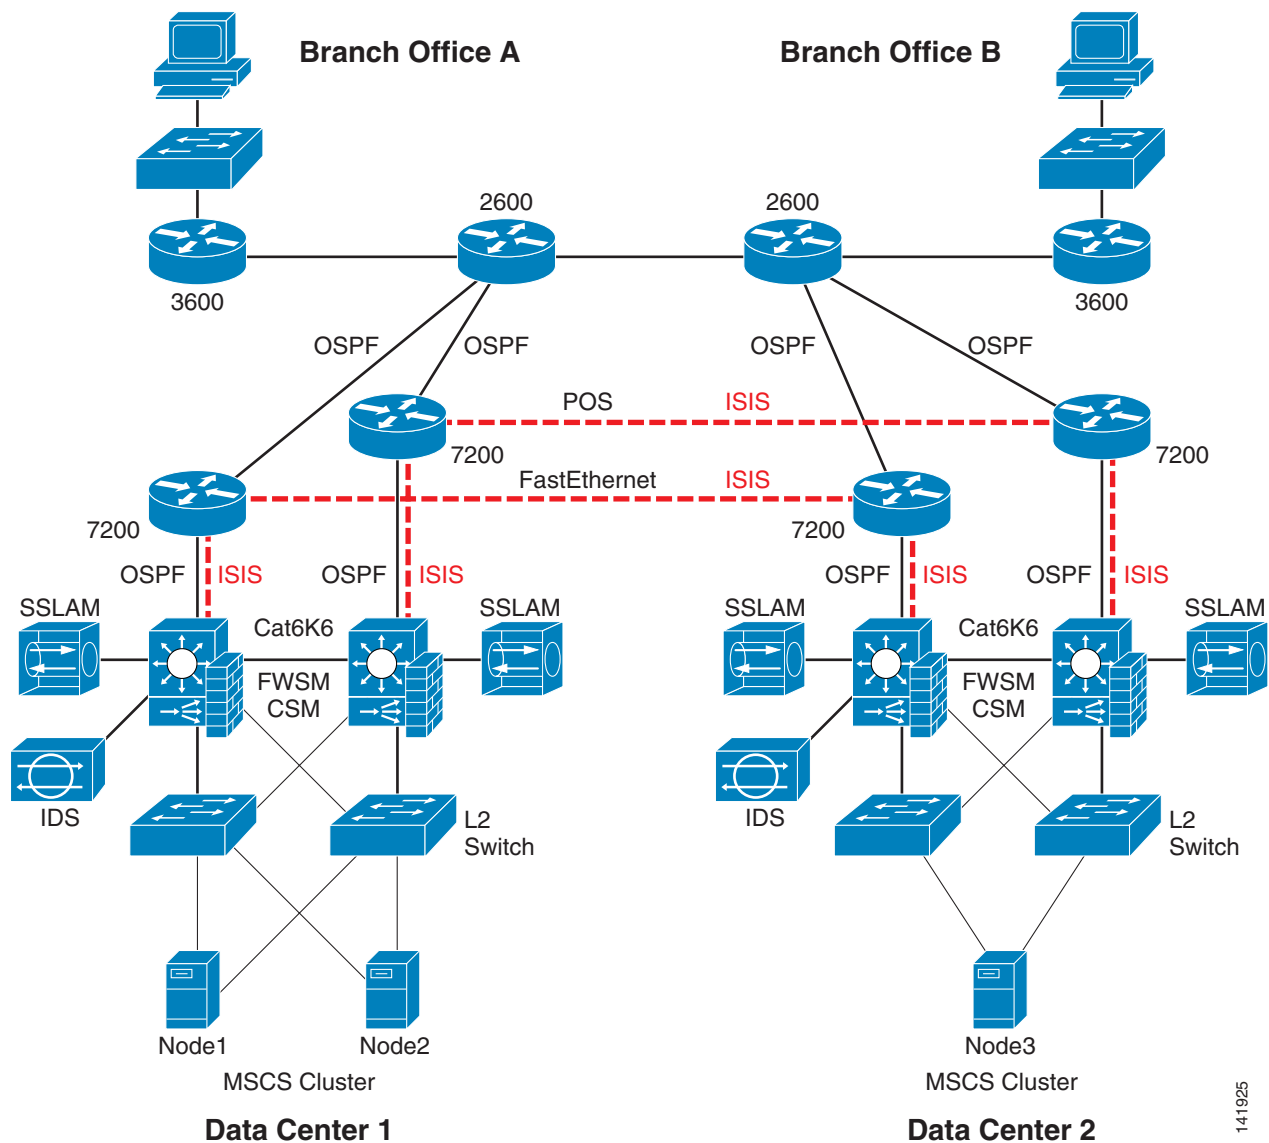 Branch Office A
Branch Office B
2600
2600
3600
3600
OSPF
OSPF
OSPF
OSPF
POS
ISIS
7200
7200
FastEthernet
ISIS
7200
7200
OSPF
ISIS
OSPF
ISIS
OSPF
ISIS
OSPF
ISIS
SSLAM
Cat6K6
SSLAM
SSLAM
Cat6K6
SSLAM
FWSM
CSM
FWSM
CSM
IDS
L2
Switch
IDS
L2
Switch
Node1
Node2
Node3
MSCS Cluster
MSCS Cluster
Data Center 1
Data Center 2
141925